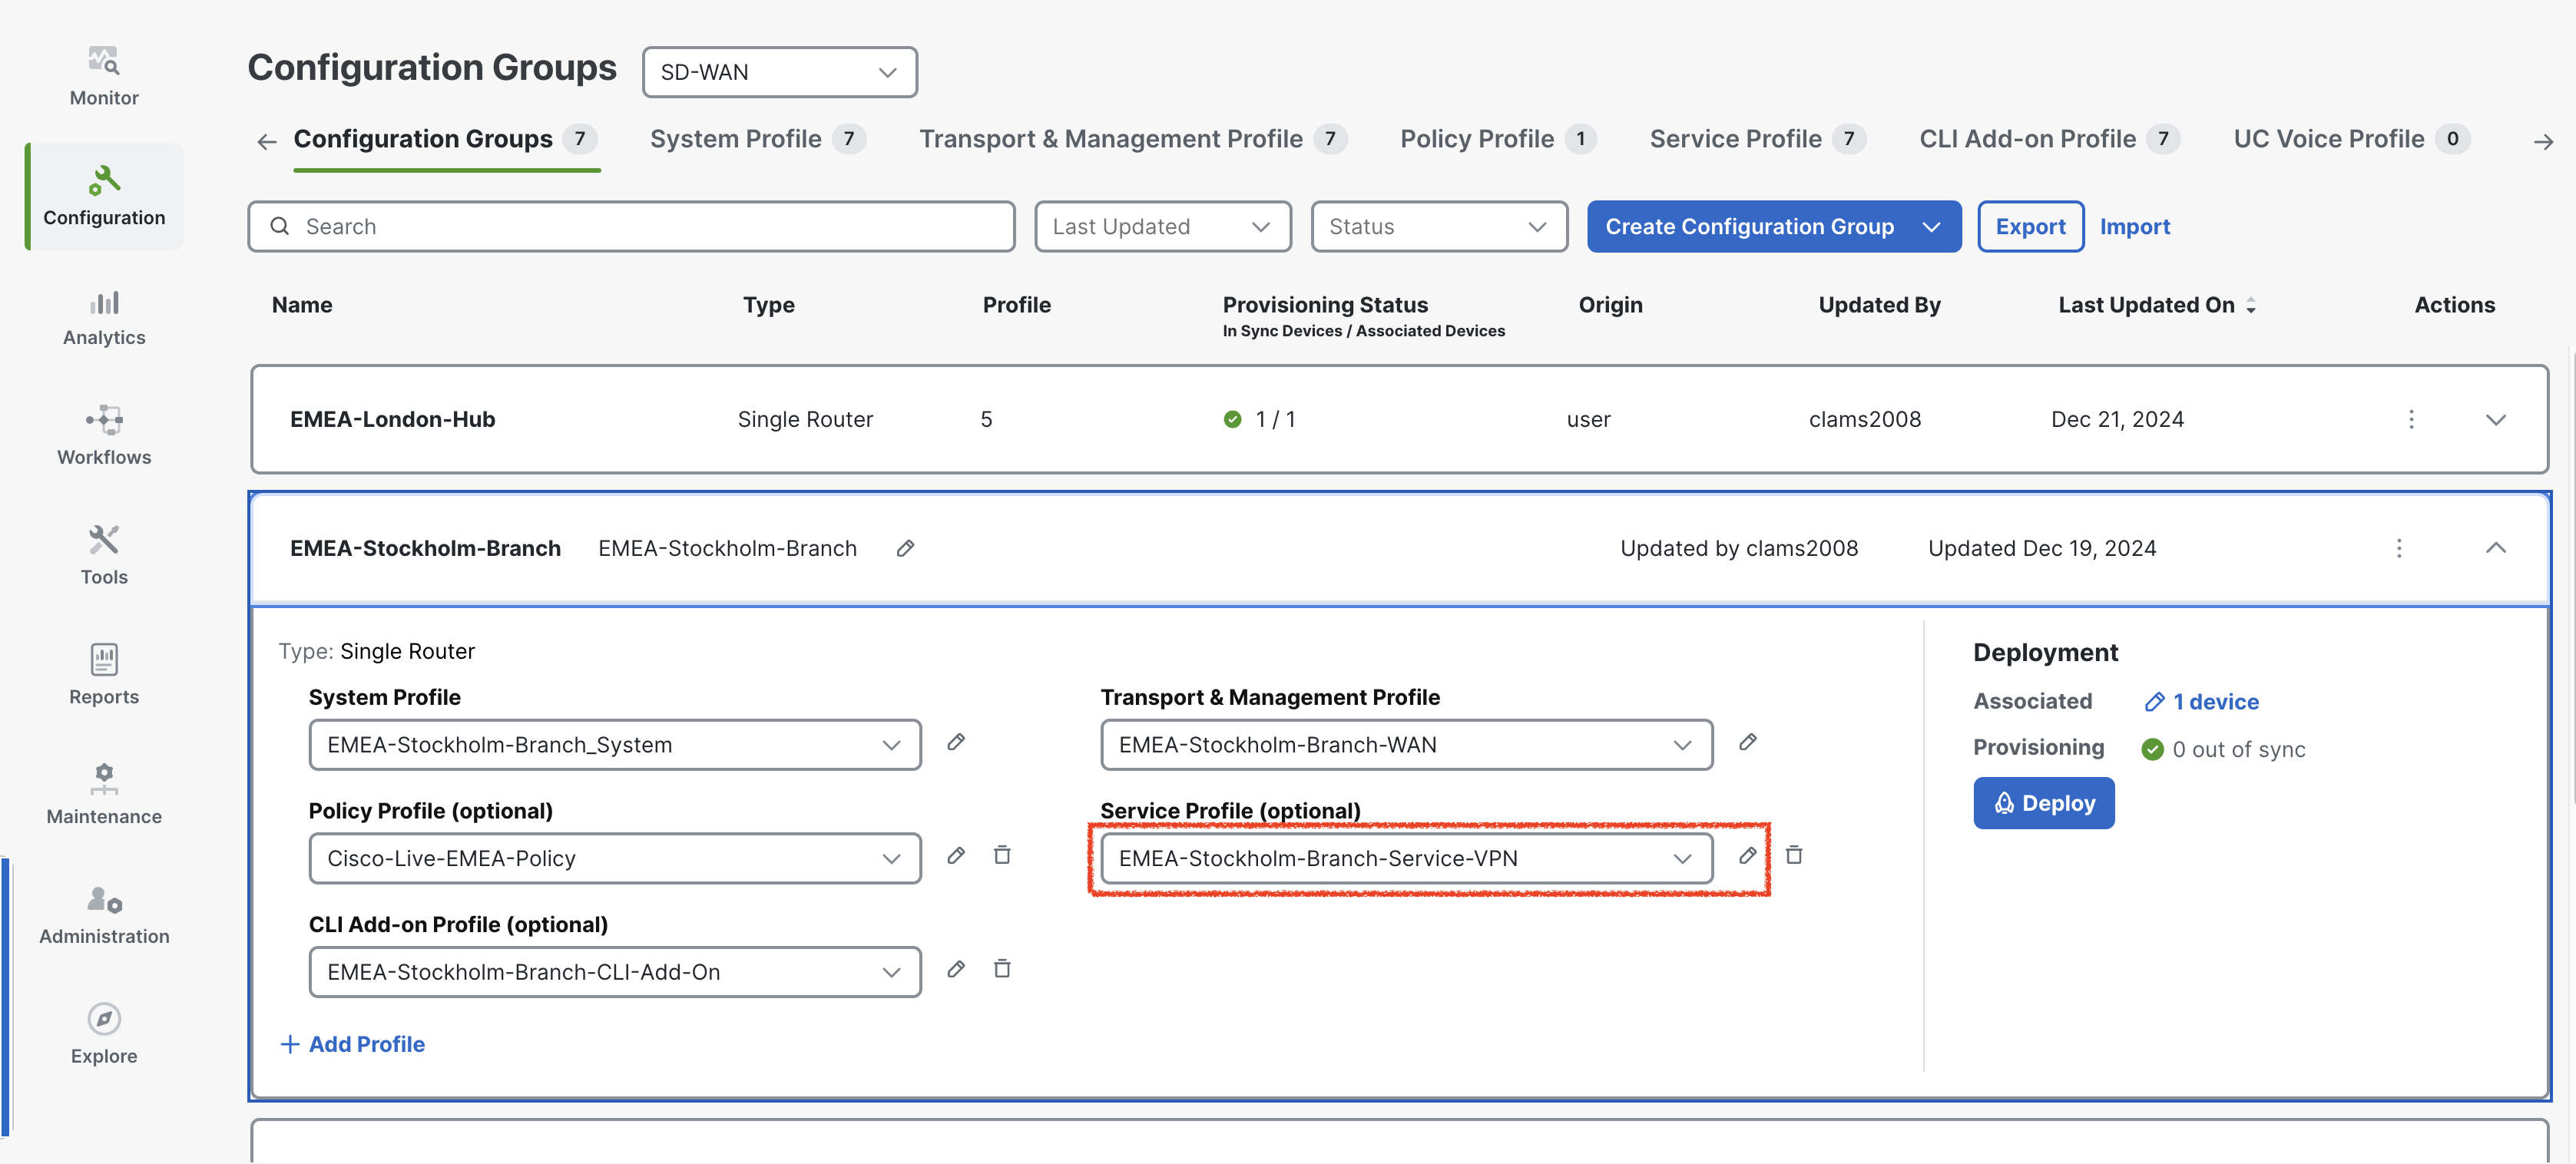 Monitor
Configuration
Analytics
Workflows
Tools
Reports
Maintenance
Administration
Explore
Configuration Groups SD-WAN
Configuration Groups 7 System Profile 7 Transport & Management Profile 7 Policy Profile 1 Service Profile 7 CLI Add-on Profile 7 UC Voice Profile 0
Search Last Updated Status Create Configuration Group Export Import
Name Type Profile Provisioning Status Origin Updated By Last Updated On Actions
In Sync Devices / Associated Devices
EMEA-London-Hub Single Router 5 1 / 1 user clams2008 Dec 21, 2024
EMEA-Stockholm-Branch EMEA-Stockholm-Branch Updated by clams2008 Updated Dec 19, 2024
Type: Single Router
System Profile
EMEA-Stockholm-Branch_System
Transport & Management Profile
EMEA-Stockholm-Branch-WAN
Policy Profile (optional)
Cisco-Live-EMEA-Policy
Service Profile (optional)
EMEA-Stockholm-Branch-Service-VPN
CLI Add-on Profile (optional)
EMEA-Stockholm-Branch-CLI-Add-On
Add Profile
Deployment
Associated 1 device
Provisioning 0 out of sync
Deploy